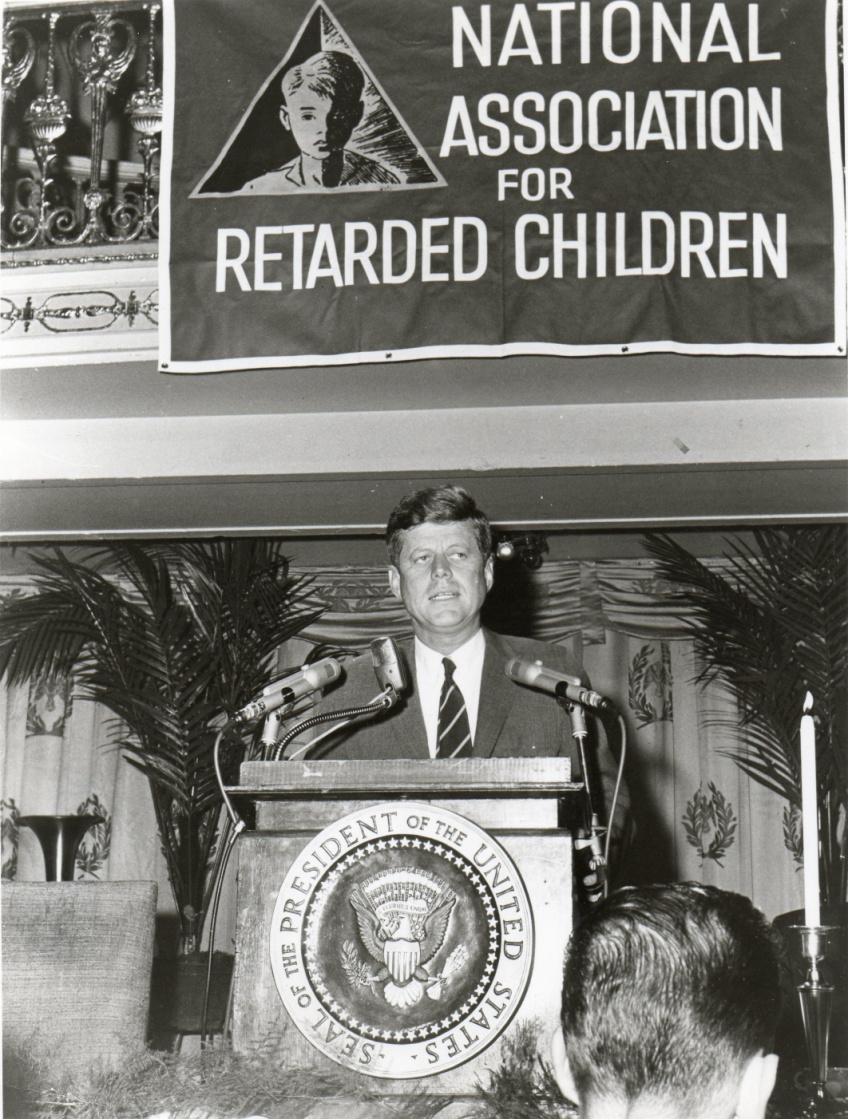 NATIONAL
ASSOCIATION
FOR
RETARDED CHILDREN
SEAL OF THE PRESIDENT OF THE UNITED STATES